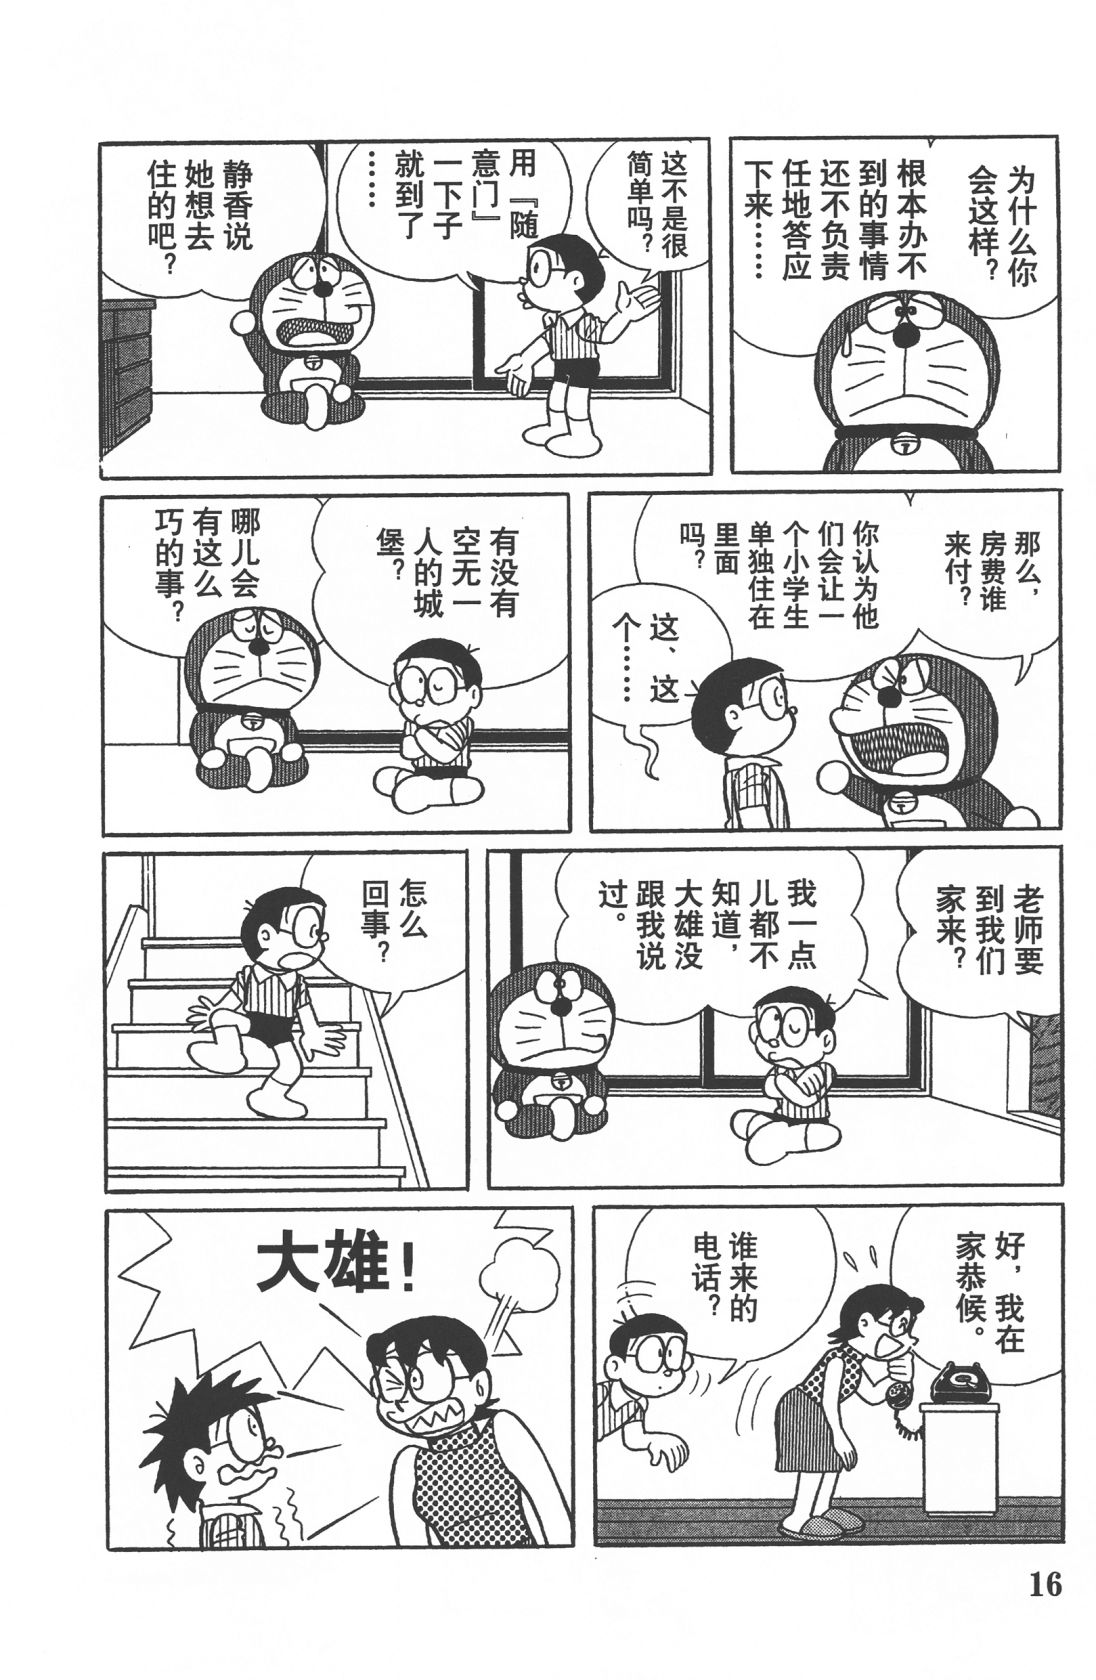 为什么你
会这样？
根本办不
到的事情
还不负责
任地答应
下来……
这不是很
简单吗？
用『随
意门』
一下子
就到了
……
静香说
她想去
住的吧？
那么，
房费谁
来付？
你认为他
们会让一
个小学生
单独住在
里面
吗？
这、这
个……
有没有
空无一
人的城
堡？
哪儿会
有这么
巧的事？
老师要
到我们
家来？
我一点
儿都不
知道，
大雄没
跟我说
过。
怎么
回事？
好，我在
家恭候。
谁来的
电话？
大雄！
16